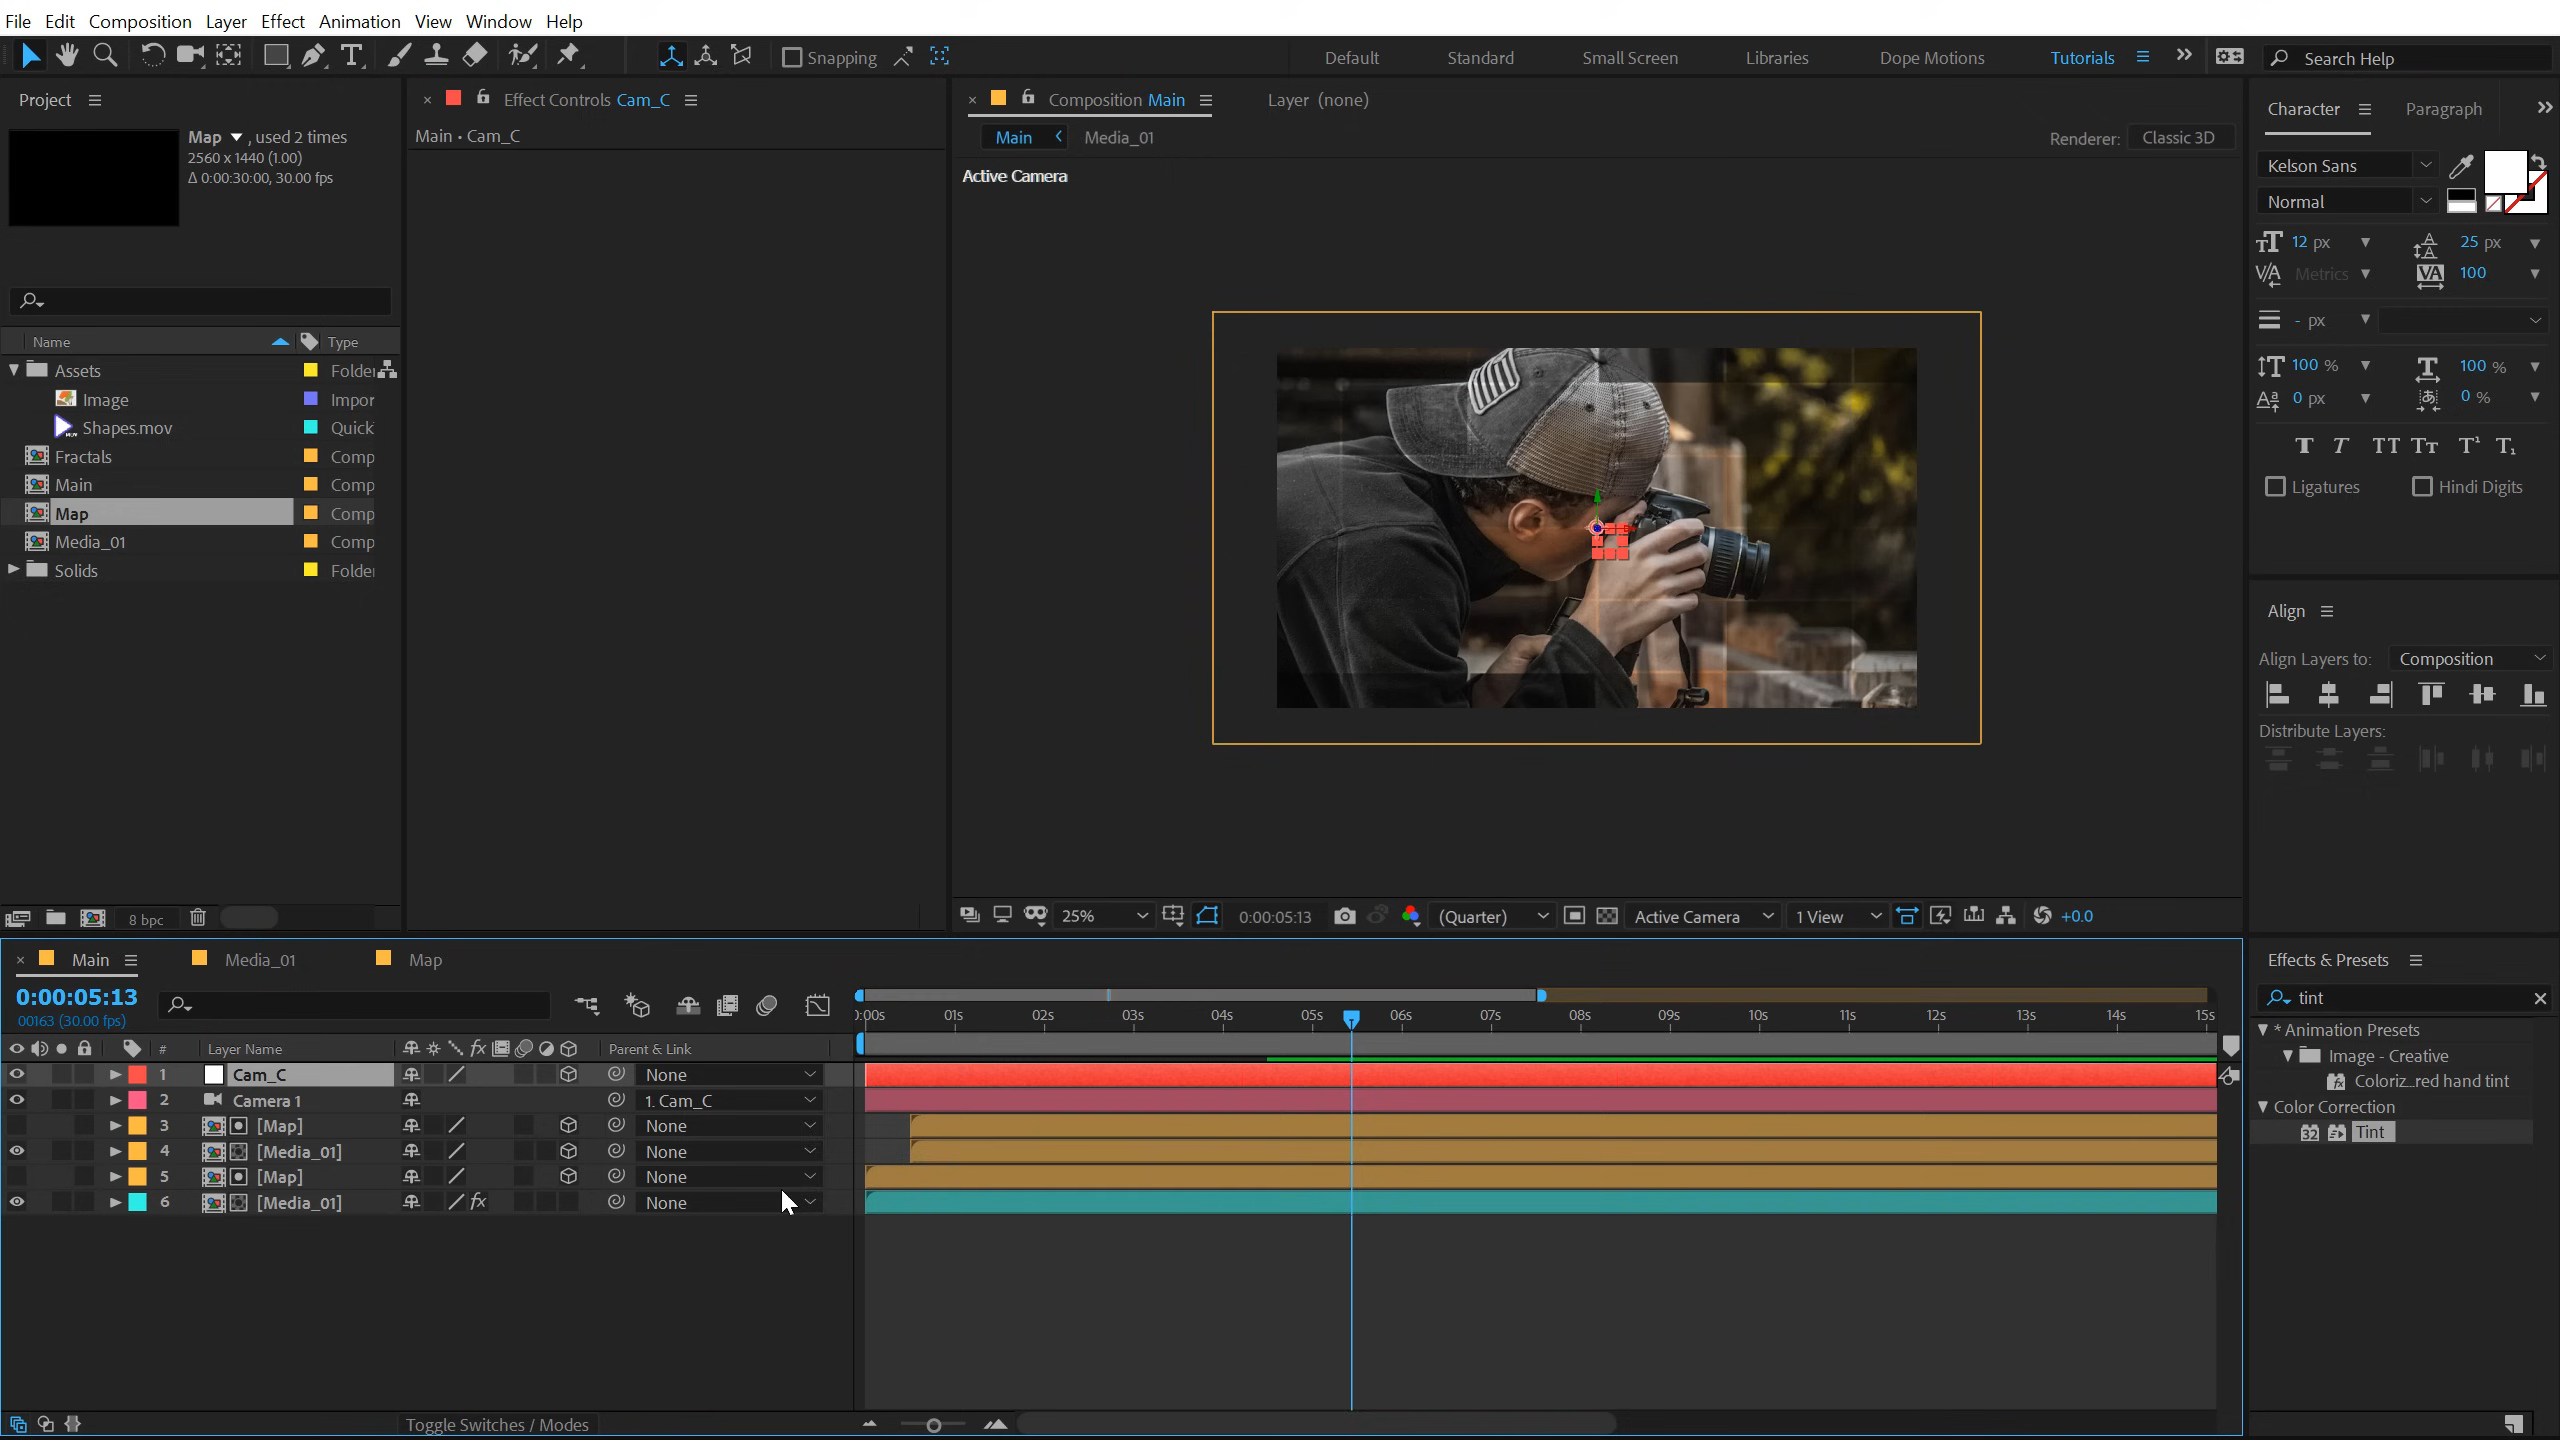 File Edit Composition Layer Effect Animation View Window Help
Snapping
Default Standard Small Screen Libraries Dope Motions Tutorials
Search Help
Project
Map , used 2 times
2560 x 1440 (1.00)
Δ 0:00:30:00, 30.00 fps
Name Type
Assets Folder
Image Impor
Shapes.mov Quick
Fractals Comp
Main Comp
Map Comp
Media_01 Comp
Solids Folder
8 bpc
Effect Controls Cam_C
Main • Cam_C
Composition Main
Layer (none)
Main Media_01
Renderer: Classic 3D
Active Camera
25% 0:00:05:13 (Quarter) Active Camera 1 View +0.0
Character Paragraph
Kelson Sans
Normal
12 px 25 px
Metrics 100
- px
100 % 100 %
0 px 0 %
T T TT Tт T¹ T₁
Ligatures Hindi Digits
Align
Align Layers to: Composition
Distribute Layers:
Main Media_01 Map
0:00:05:13
00163 (30.00 fps)
:00s 01s 02s 03s 04s 05s 06s 07s 08s 09s 10s 11s 12s 13s 14s 15s
# Layer Name Parent & Link
1 Cam_C None
2 Camera 1 1. Cam_C
3 [Map] None
4 [Media_01] None
5 [Map] None
6 [Media_01] None
Toggle Switches / Modes
Effects & Presets
tint
* Animation Presets
Image - Creative
Coloriz...red hand tint
Color Correction
32 Tint